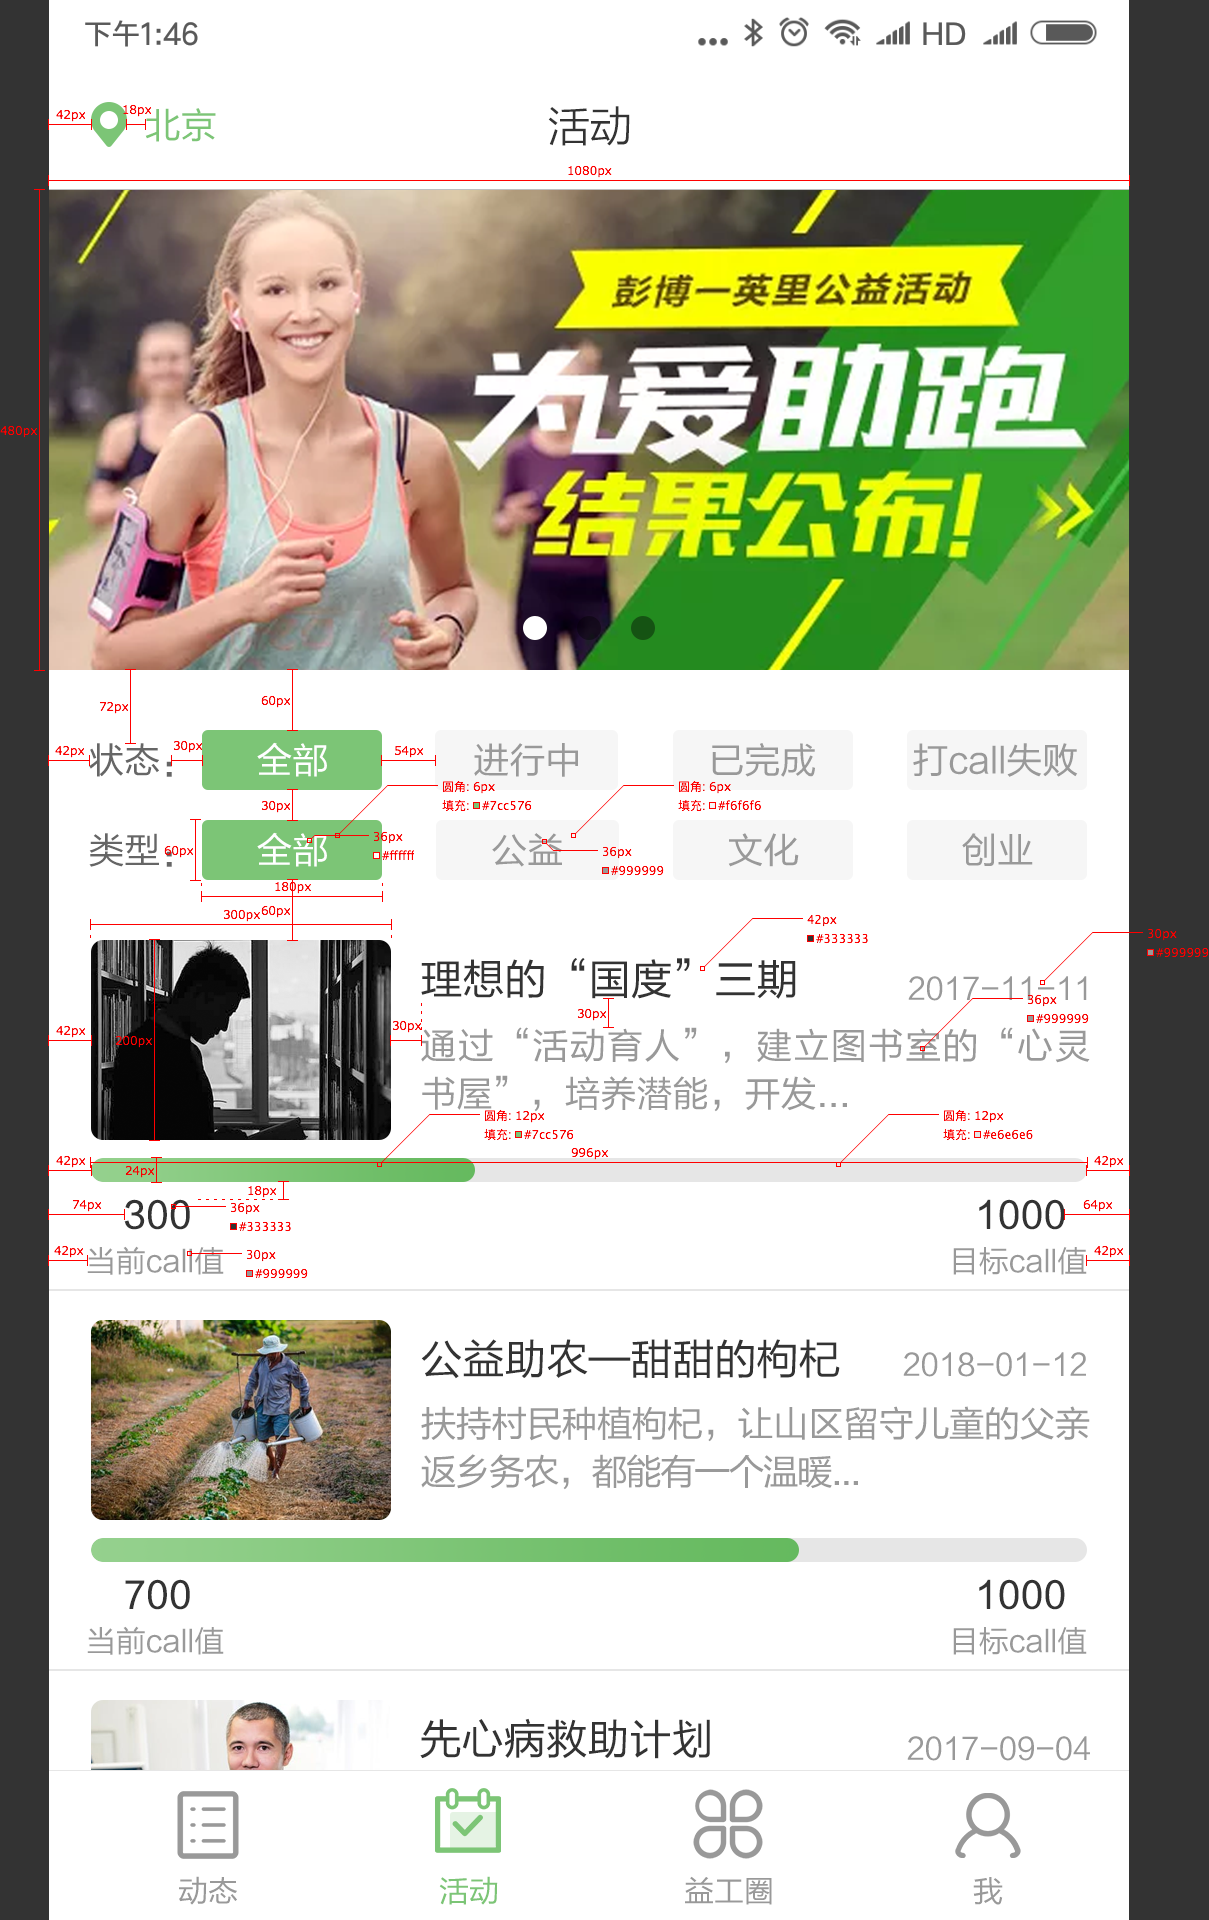 下午1:46
HD
42px
18px
北京
活动
1080px
480px
彭博一英里公益活动
为爱助跑
结果公布!
72px
60px
42px
状态：
30px
全部
54px
进行中
已完成
打call失败
30px
圆角: 6px
填充: #7cc576
圆角: 6px
填充: #f6f6f6
类型：
60px
全部
36px
#ffffff
公益
36px
#999999
文化
创业
180px
300px
60px
42px
#333333
30px
#999999
理想的“国度”三期
2017-11-11
30px
36px
#999999
42px
200px
30px
通过“活动育人”，建立图书室的“心灵
书屋”，培养潜能，开发...
圆角: 12px
填充: #7cc576
圆角: 12px
填充: #e6e6e6
996px
42px
24px
42px
18px
74px
300
36px
#333333
1000
64px
42px
当前call值
30px
#999999
目标call值
42px
公益助农—甜甜的枸杞
2018-01-12
扶持村民种植枸杞，让山区留守儿童的父亲
返乡务农，都能有一个温暖...
700
1000
当前call值
目标call值
先心病救助计划
2017-09-04
动态
活动
益工圈
我